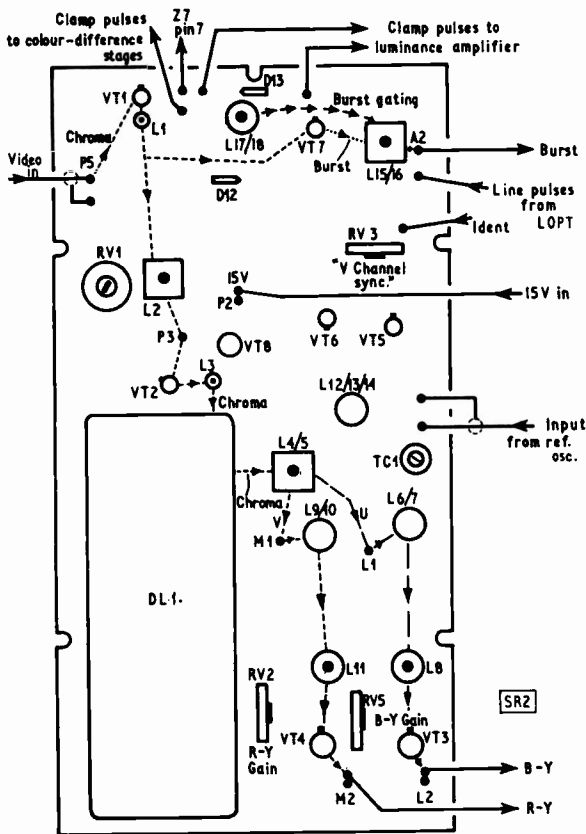 Clamp pulses
to colour-difference
stages
Z7
pin7
Clamp pulses to
luminance amplifier
D13
VT1
L1
Burst gating
L17/18
VT7
Burst
A2
L15/16
Burst
Chroma
Video
in
P5
D12
Line pulses
from
LOPT
Ident
RV 3
"V Channel
sync."
RV1
L2
15V
P2
15V in
P3
VT8
VT6
VT5
VT2
L3
Chroma
L12/13/14
Input
from ref.
osc.
TC1
L4/5
Chroma
V
U
L9/10
L6/7
M1
L1
DL1.
L11
L8
RV2
RV5
SR2
B-Y Gain
VT4
VT3
R-Y
Gain
B-Y
M2
L2
R-Y